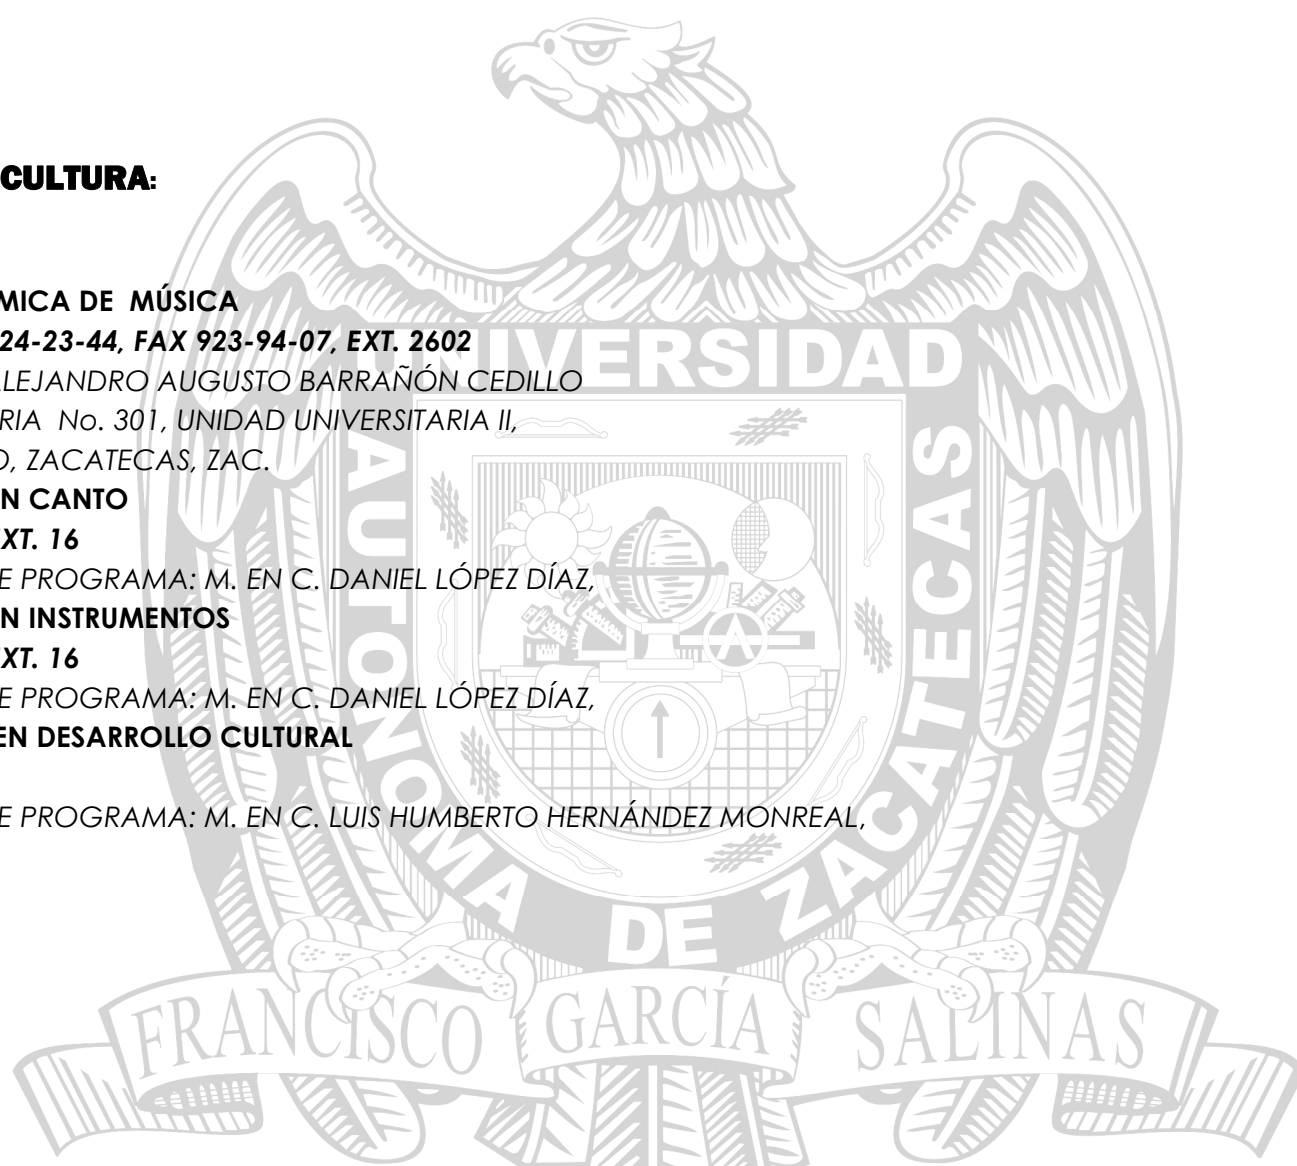 CULTURA:
MICA DE MÚSICA
24-23-44, FAX 923-94-07, EXT. 2602
LEJANDRO AUGUSTO BARRAÑÓN CEDILLO
RIA No. 301, UNIDAD UNIVERSITARIA II,
O, ZACATECAS, ZAC.
N CANTO
XT. 16
E PROGRAMA: M. EN C. DANIEL LÓPEZ DÍAZ,
N INSTRUMENTOS
XT. 16
E PROGRAMA: M. EN C. DANIEL LÓPEZ DÍAZ,
EN DESARROLLO CULTURAL
E PROGRAMA: M. EN C. LUIS HUMBERTO HERNÁNDEZ MONREAL,
UNIVERSIDAD
AUTONOMA DE ZACATECAS
FRANCISCO GARCÍA SALINAS